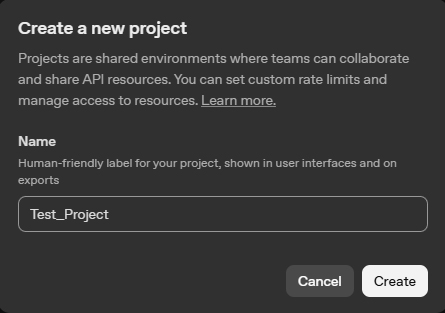 Create a new project
Projects are shared environments where teams can collaborate
and share API resources. You can set custom rate limits and
manage access to resources. Learn more.
Name
Human-friendly label for your project, shown in user interfaces and on
exports
Test_Project
Cancel
Create